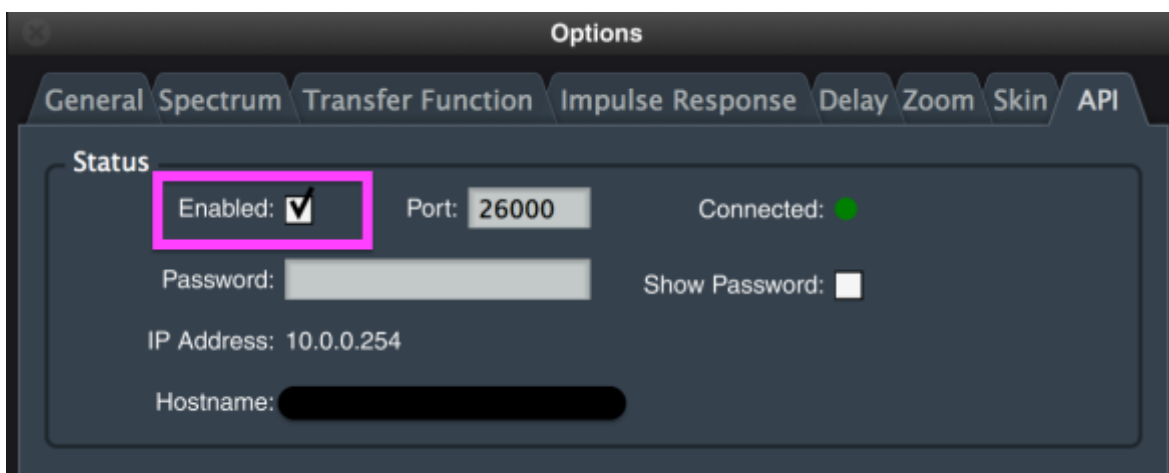 Options
General Spectrum Transfer Function Impulse Response Delay Zoom Skin API
Status
Enabled: Port: 26000 Connected:
Password: Show Password:
IP Address: 10.0.0.254
Hostname: